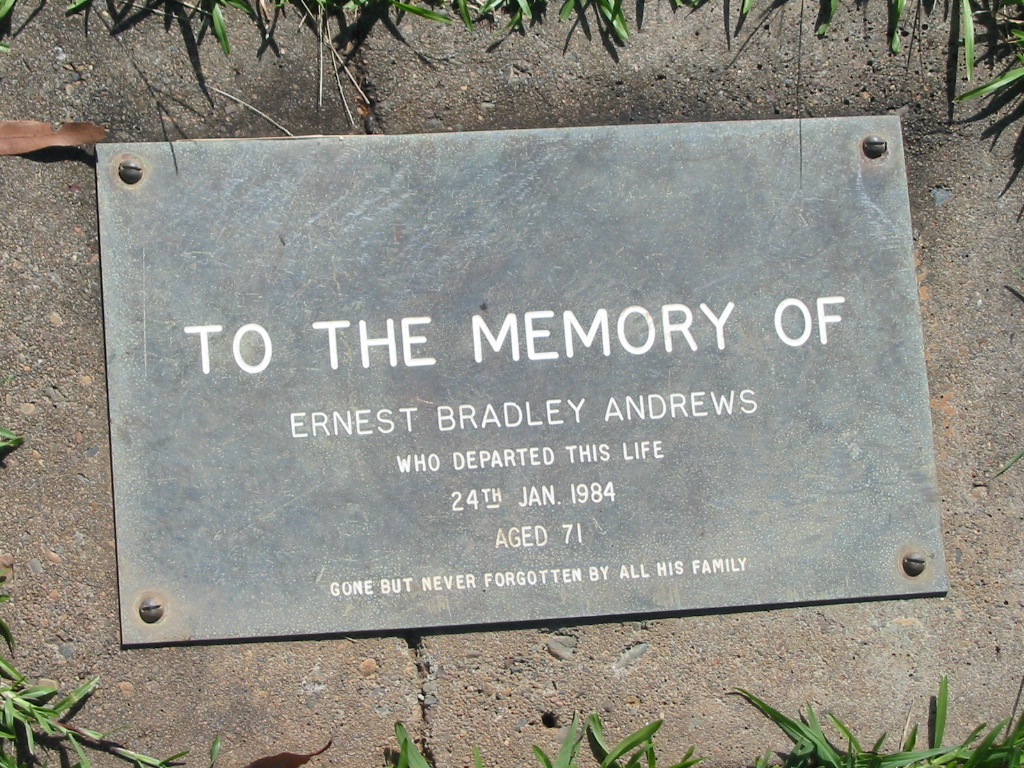 TO THE MEMORY OF
ERNEST BRADLEY ANDREWS
WHO DEPARTED THIS LIFE
24TH JAN. 1984
AGED 71
GONE BUT NEVER FORGOTTEN BY ALL HIS FAMILY